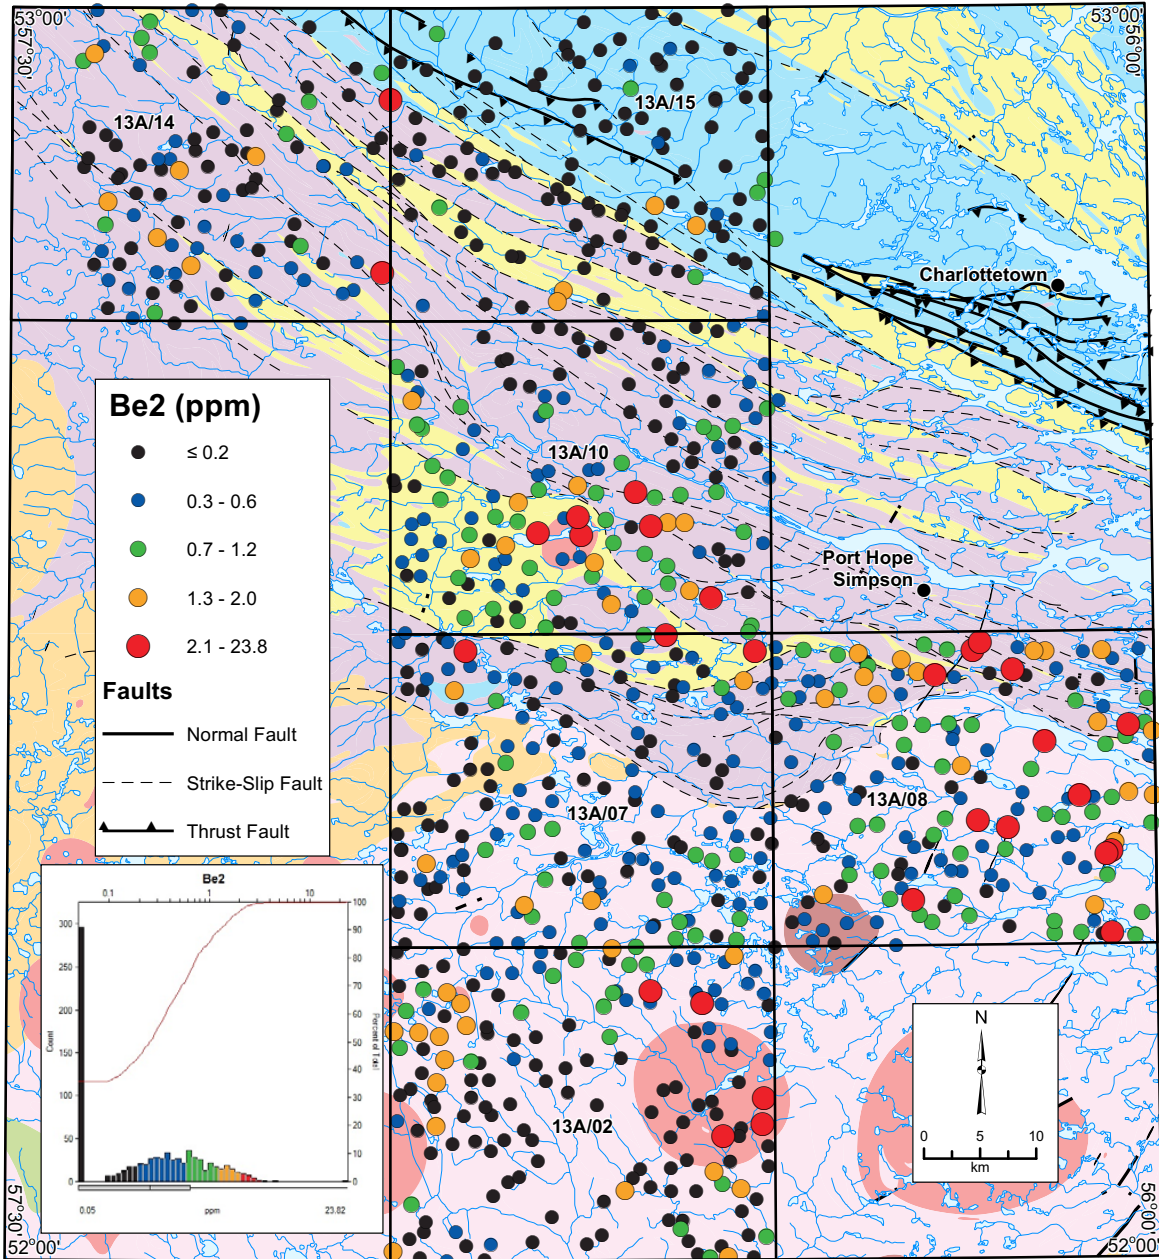 53°00'
57°30'
53°00'
56°00'
13A/14
13A/15
Charlottetown
Be2 (ppm)
≤ 0.2
0.3 - 0.6
0.7 - 1.2
1.3 - 2.0
2.1 - 23.8
Faults
Normal Fault
Strike-Slip Fault
Thrust Fault
13A/10
Port Hope
Simpson
13A/07
13A/08
Be2
0.1 1 10
300
250
200
150
100
50
0
Count
100
90
80
70
60
50
40
30
20
10
0
Percent of Total
0.05 ppm 23.82
13A/02
N
0 5 10
km
57°30'
52°00'
56°00'
52°00'